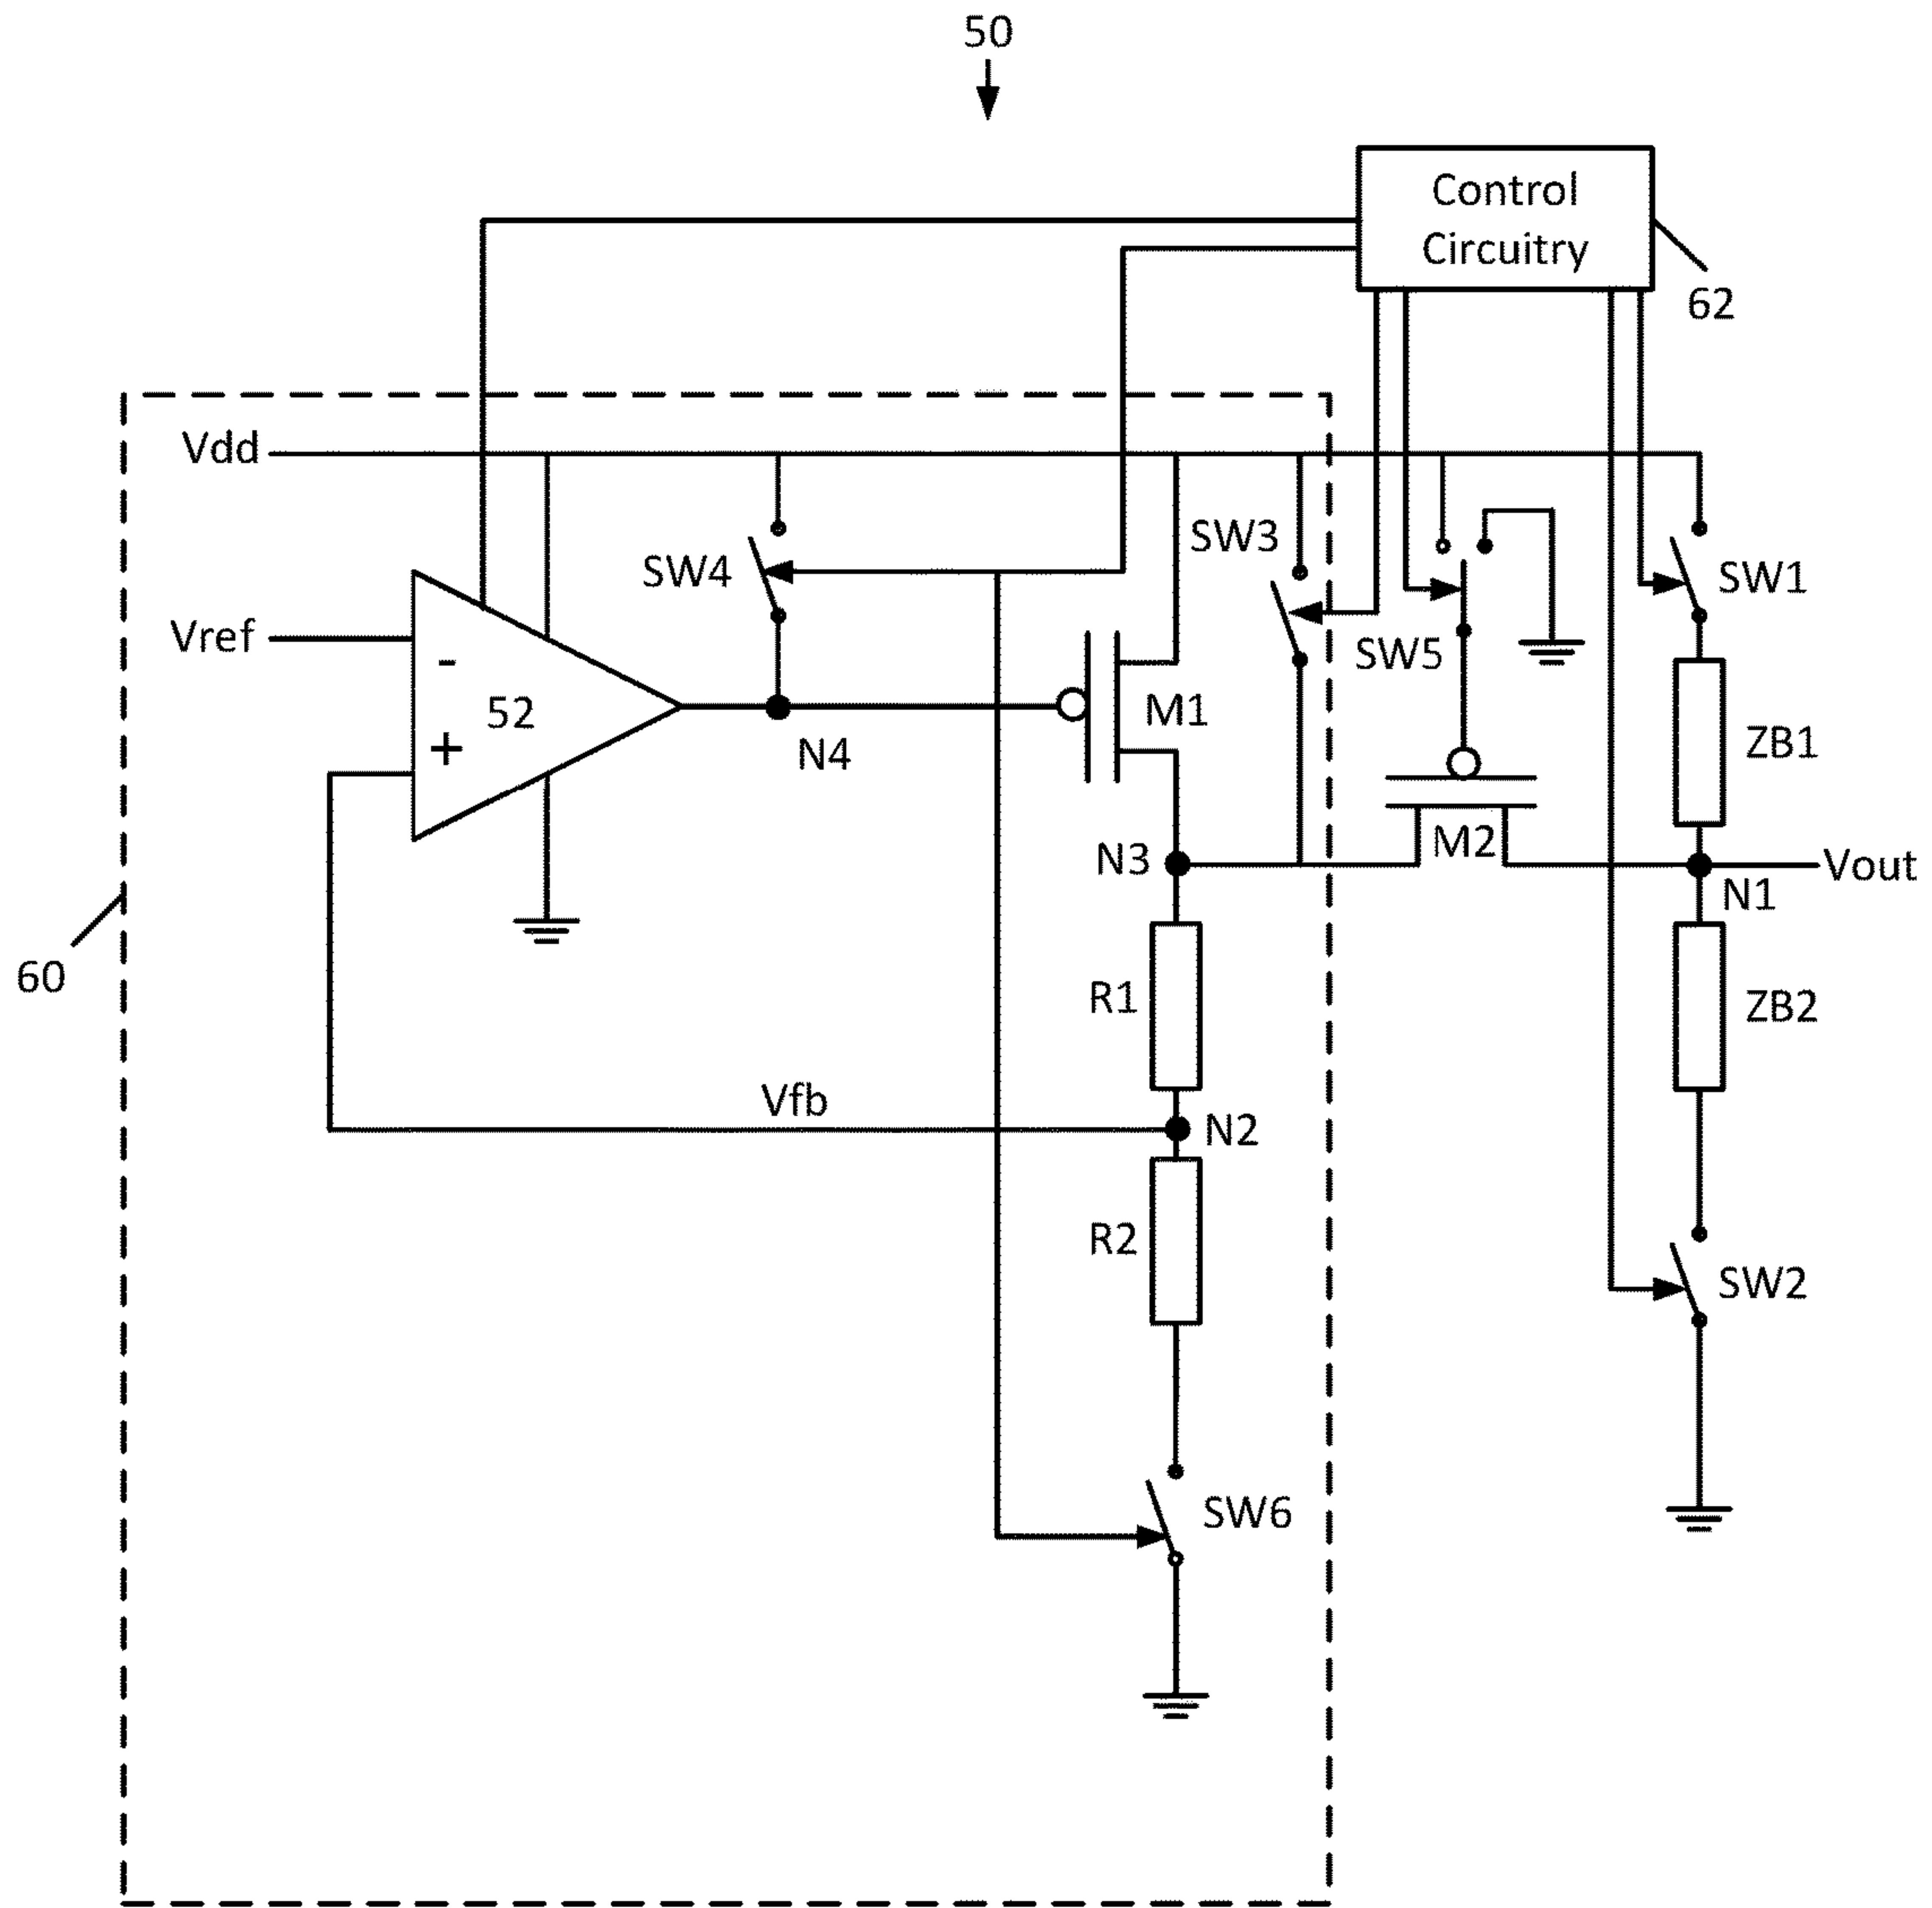 50
Control
Circuitry
62
Vdd
SW3
SW4
SW1
Vref
-
SW5
52
M1
ZB1
+
N4
M2
N3
Vout
N1
60
R1
ZB2
Vfb
N2
R2
SW2
SW6